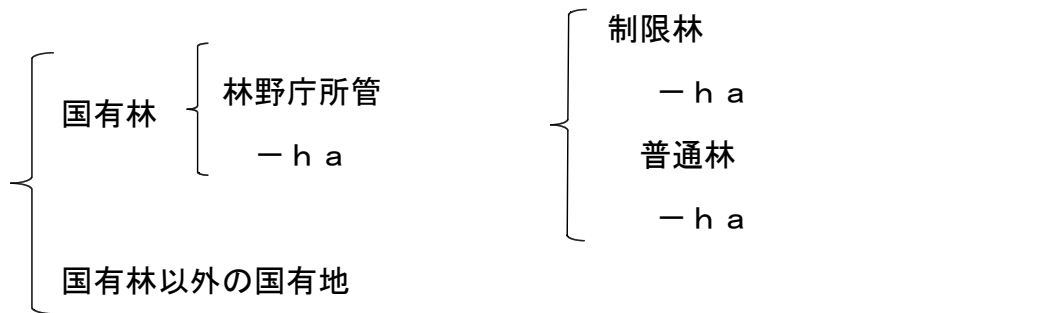 国有林
林野庁所管
－ｈａ
国有林以外の国有地
制限林
－ｈａ
普通林
－ｈａ